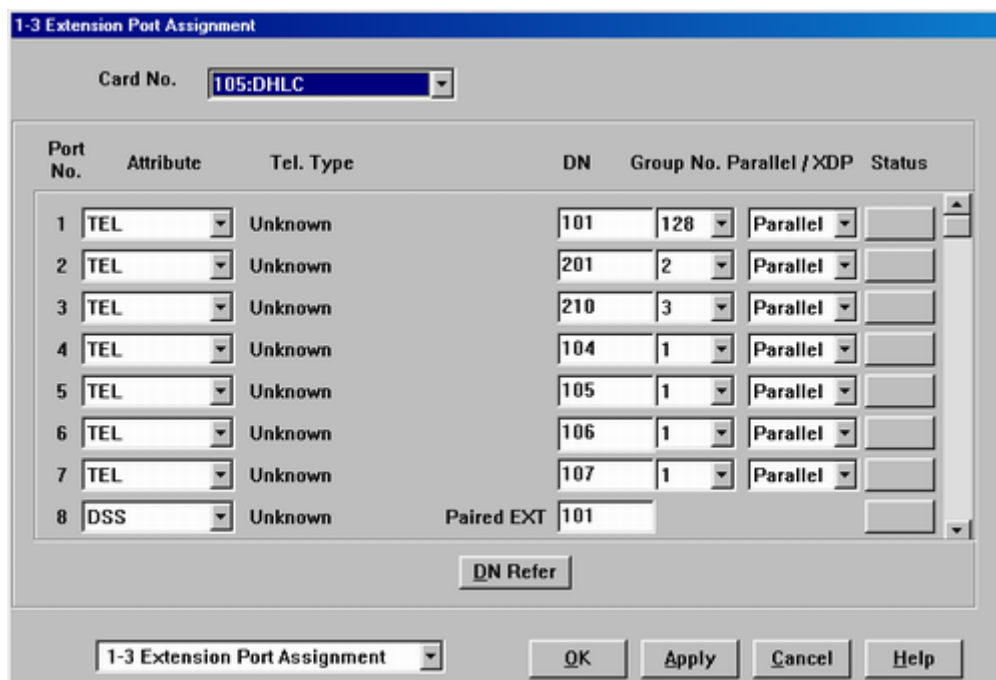 1-3 Extension Port Assignment
Card No. 105:DHLC
Port No. Attribute Tel. Type DN Group No. Parallel / XDP Status
1 TEL Unknown 101 128 Parallel
2 TEL Unknown 201 2 Parallel
3 TEL Unknown 210 3 Parallel
4 TEL Unknown 104 1 Parallel
5 TEL Unknown 105 1 Parallel
6 TEL Unknown 106 1 Parallel
7 TEL Unknown 107 1 Parallel
8 DSS Unknown Paired EXT 101
DN Refer
1-3 Extension Port Assignment OK Apply Cancel Help